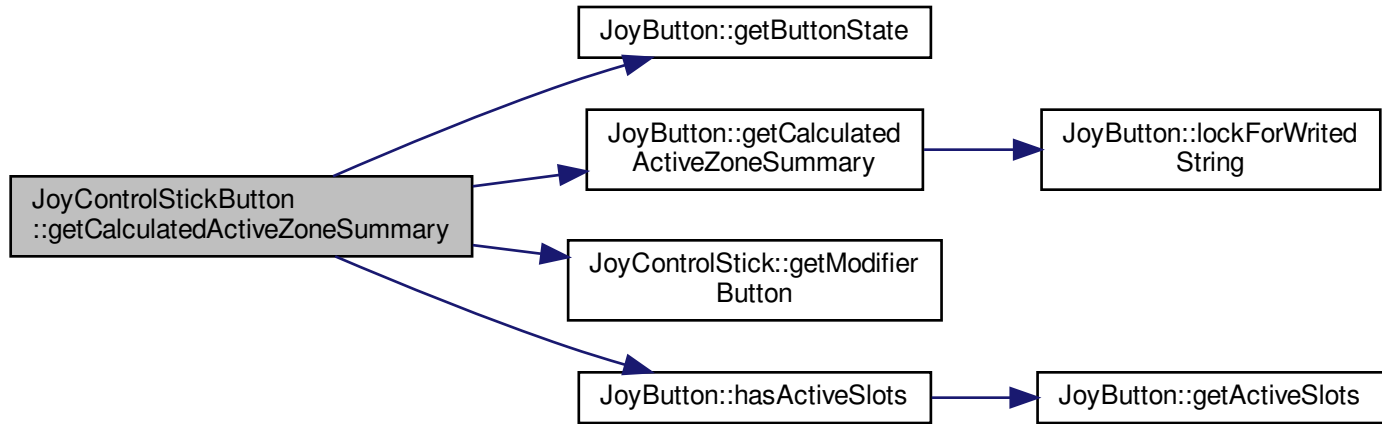 JoyControlStickButton
::getCalculatedActiveZoneSummary
JoyButton::getButtonState
JoyButton::getCalculated
ActiveZoneSummary
JoyButton::lockForWrited
String
JoyControlStick::getModifier
Button
JoyButton::hasActiveSlots
JoyButton::getActiveSlots